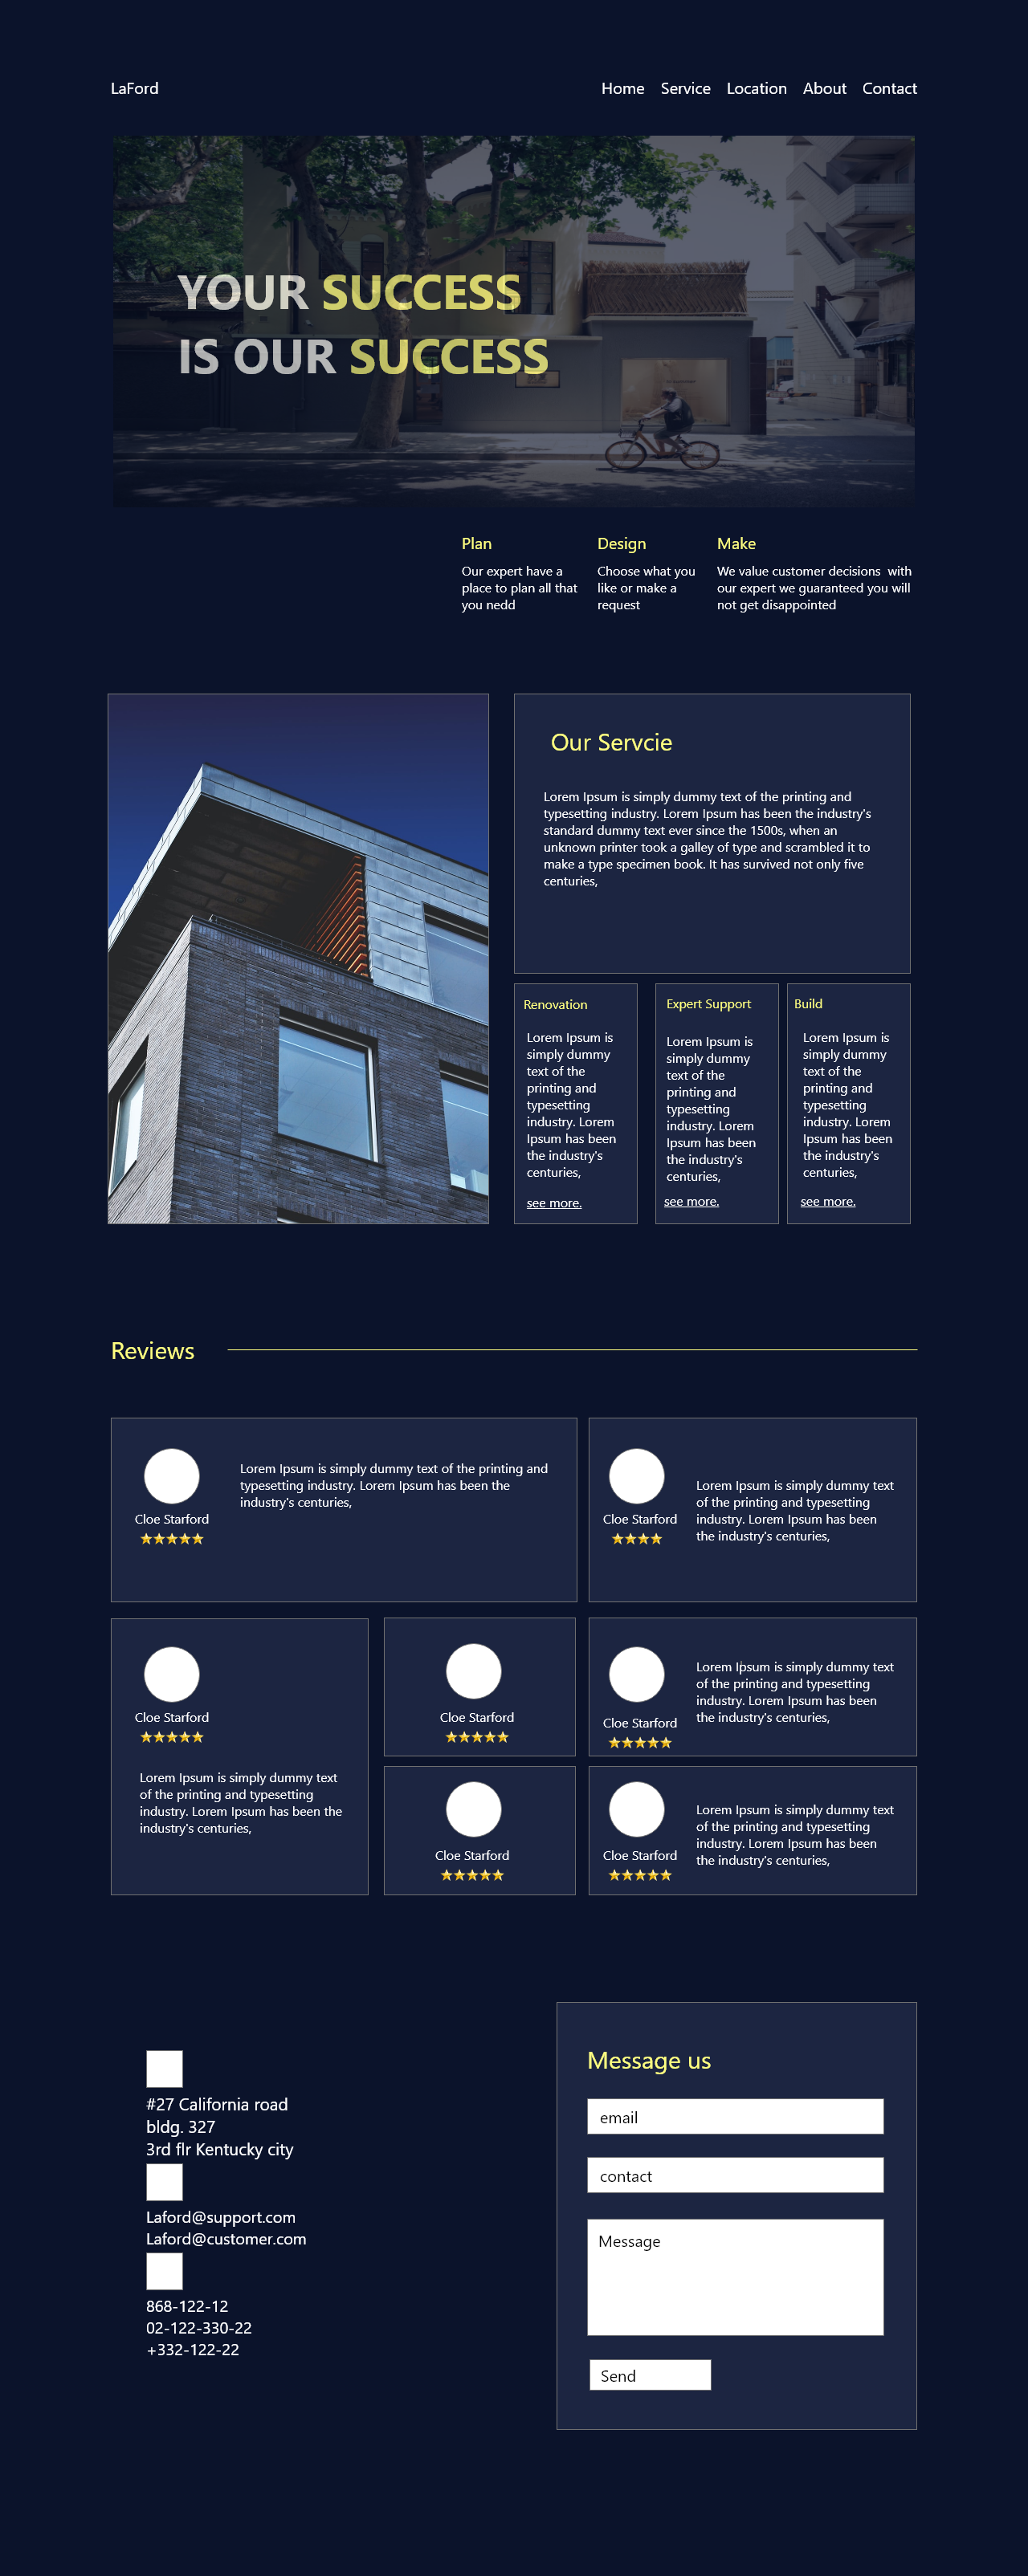 LaFord
Home Service Location About Contact
YOUR SUCCESS
IS OUR SUCCESS
Plan
Our expert have a
place to plan all that
you nedd
Design
Choose what you
like or make a
request
Make
We value customer decisions  with
our expert we guaranteed you will
not get disappointed
Our Servcie
Lorem Ipsum is simply dummy text of the printing and
typesetting industry. Lorem Ipsum has been the industry's
standard dummy text ever since the 1500s, when an
unknown printer took a galley of type and scrambled it to
make a type specimen book. It has survived not only five
centuries,
Renovation
Lorem Ipsum is
simply dummy
text of the
printing and
typesetting
industry. Lorem
Ipsum has been
the industry's
centuries,
see more.
Expert Support
Lorem Ipsum is
simply dummy
text of the
printing and
typesetting
industry. Lorem
Ipsum has been
the industry's
centuries,
see more.
Build
Lorem Ipsum is
simply dummy
text of the
printing and
typesetting
industry. Lorem
Ipsum has been
the industry's
centuries,
see more.
Reviews
Cloe Starford
Lorem Ipsum is simply dummy text of the printing and
typesetting industry. Lorem Ipsum has been the
industry's centuries,
Cloe Starford
Lorem Ipsum is simply dummy text
of the printing and typesetting
industry. Lorem Ipsum has been
the industry's centuries,
Cloe Starford
Lorem Ipsum is simply dummy text
of the printing and typesetting
industry. Lorem Ipsum has been the
industry's centuries,
Cloe Starford
Cloe Starford
Lorem Ipsum is simply dummy text
of the printing and typesetting
industry. Lorem Ipsum has been
the industry's centuries,
Cloe Starford
Cloe Starford
Lorem Ipsum is simply dummy text
of the printing and typesetting
industry. Lorem Ipsum has been
the industry's centuries,
#27 California road
bldg. 327
3rd flr Kentucky city
Laford@support.com
Laford@customer.com
868-122-12
02-122-330-22
+332-122-22
Message us
email
contact
Message
Send